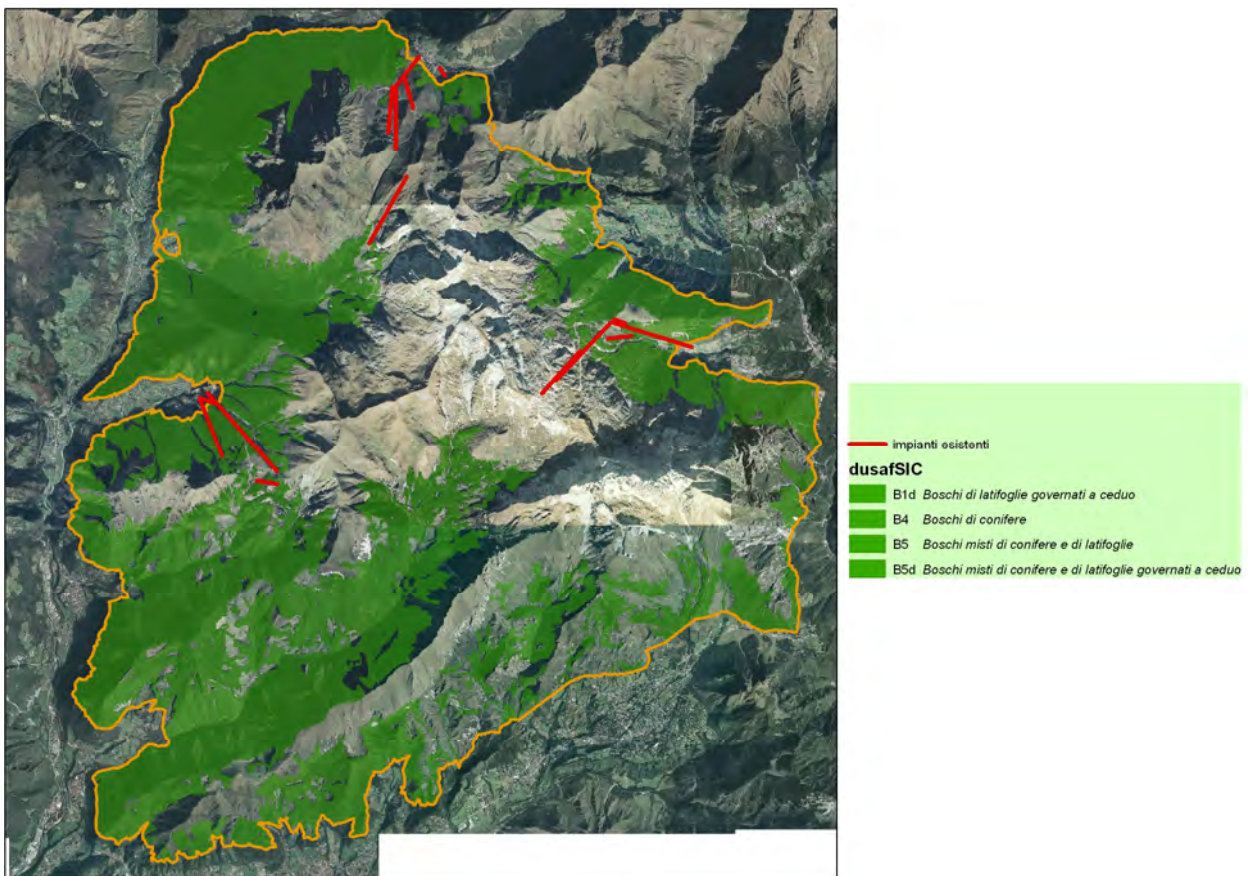 impianti esistenti
dusafSIC
B1d Boschi di latifoglie governati a ceduo
B4 Boschi di conifere
B5 Boschi misti di conifere e di latifoglie
B5d Boschi misti di conifere e di latifoglie governati a ceduo